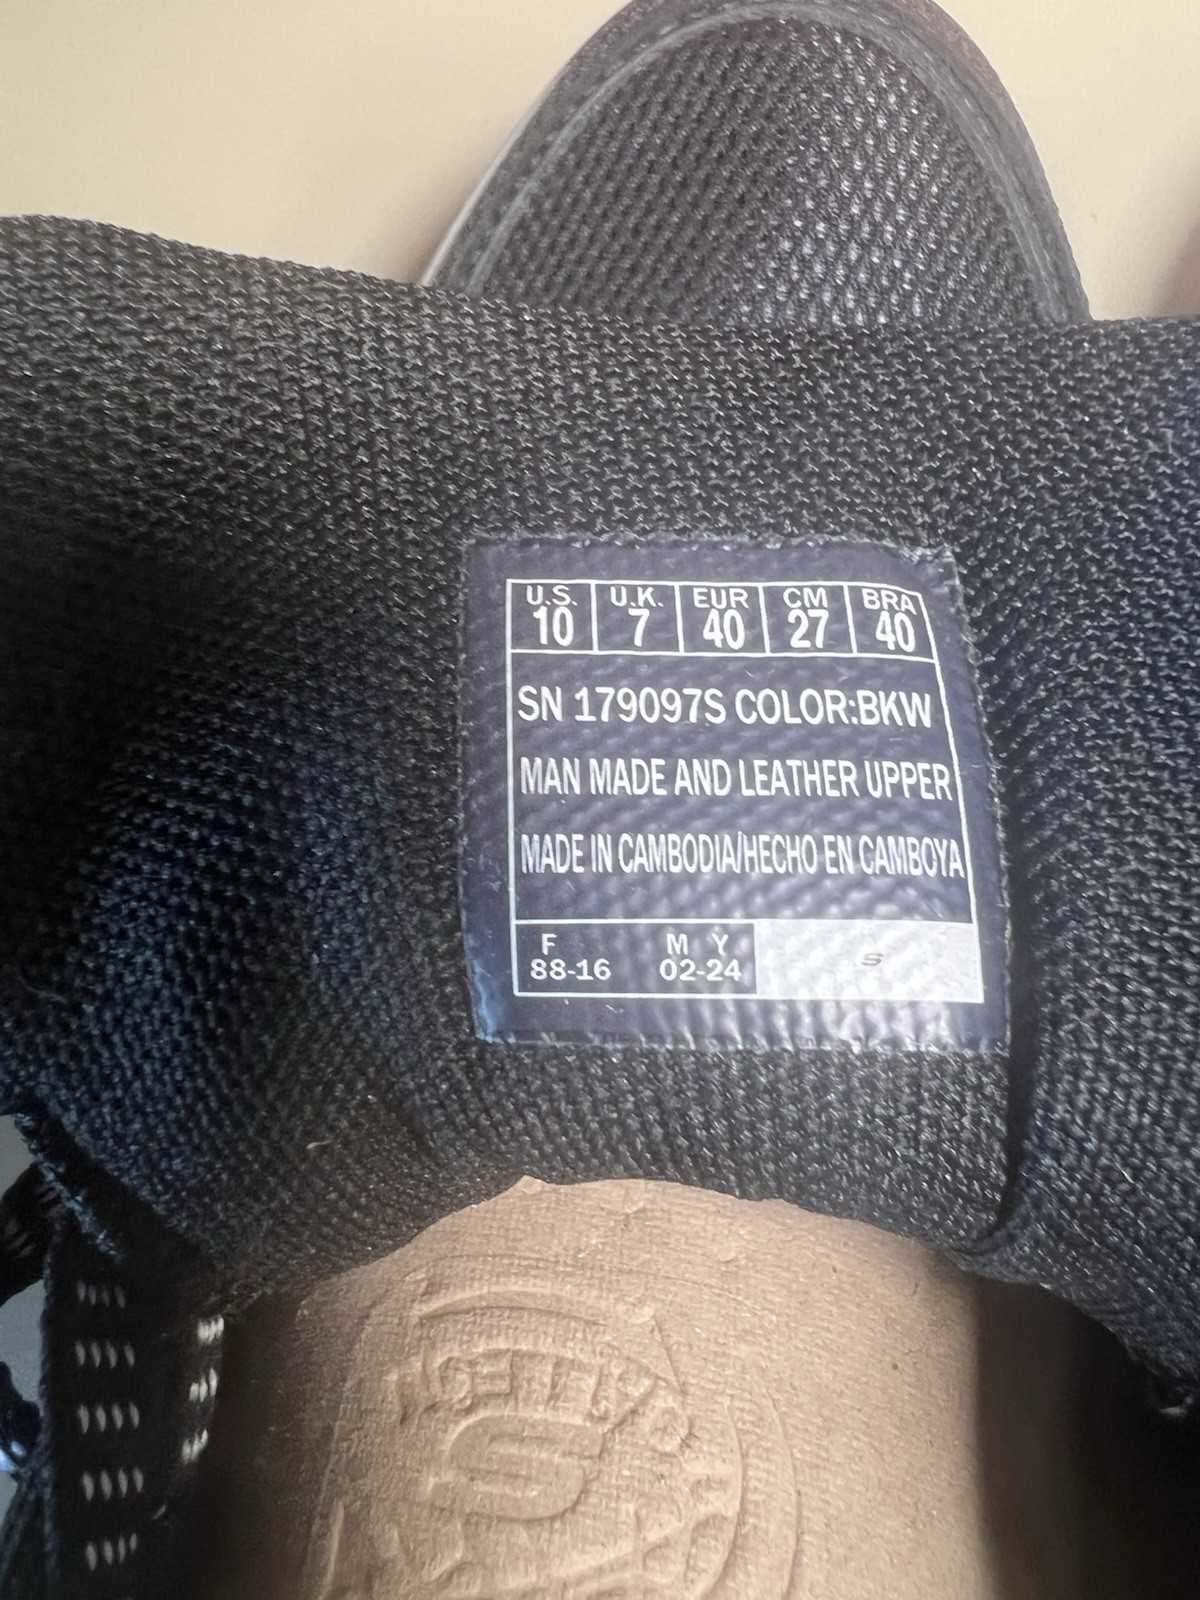 U.S. U.K. EUR CM BRA
10 7 40 27 40
SN 179097S COLOR:BKW
MAN MADE AND LEATHER UPPER
MADE IN CAMBODIA/HECHO EN CAMBOYA
F M Y
88-16 02-24
S